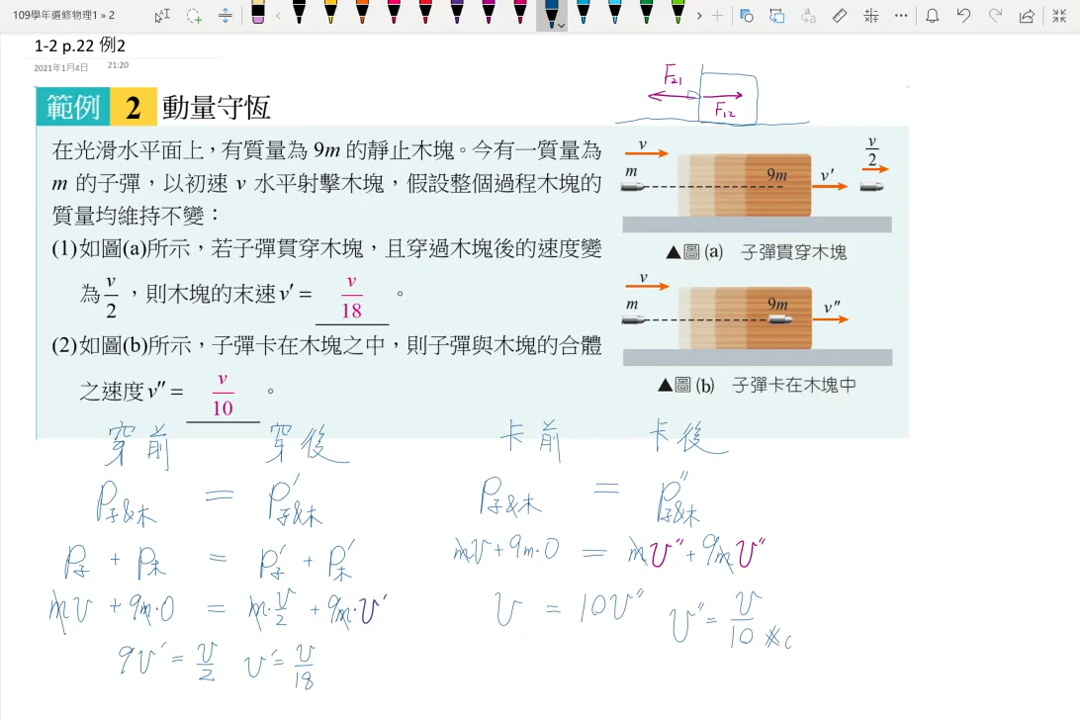 109學年選修物理1 » 2
1-2 p.22 例2
2021年1月4日 21:20
範例 2 動量守恆
在光滑水平面上，有質量為 9m 的靜止木塊。今有一質量為
m 的子彈，以初速 v 水平射擊木塊，假設整個過程木塊的
質量均維持不變：
(1)如圖(a)所示，若子彈貫穿木塊，且穿過木塊後的速度變
為 v/2，則木塊的末速 v′ = v/18 。
(2)如圖(b)所示，子彈卡在木塊之中，則子彈與木塊的合體
之速度 v″ = v/10 。
F21
F12
v
m
9m
v′
v/2
▲圖(a) 子彈貫穿木塊
v
m
9m
v″
▲圖(b) 子彈卡在木塊中
穿前 穿後
P子&木 = P′子&木
P子 + P木 = P′子 + P′木
mv + 9m·0 = m·v/2 + 9m·v′
9v′ = v/2 v′ = v/18
卡前 卡後
P子&木 = P″子&木
mv + 9m·0 = mv″ + 9mv″
v = 10v″ v″ = v/10